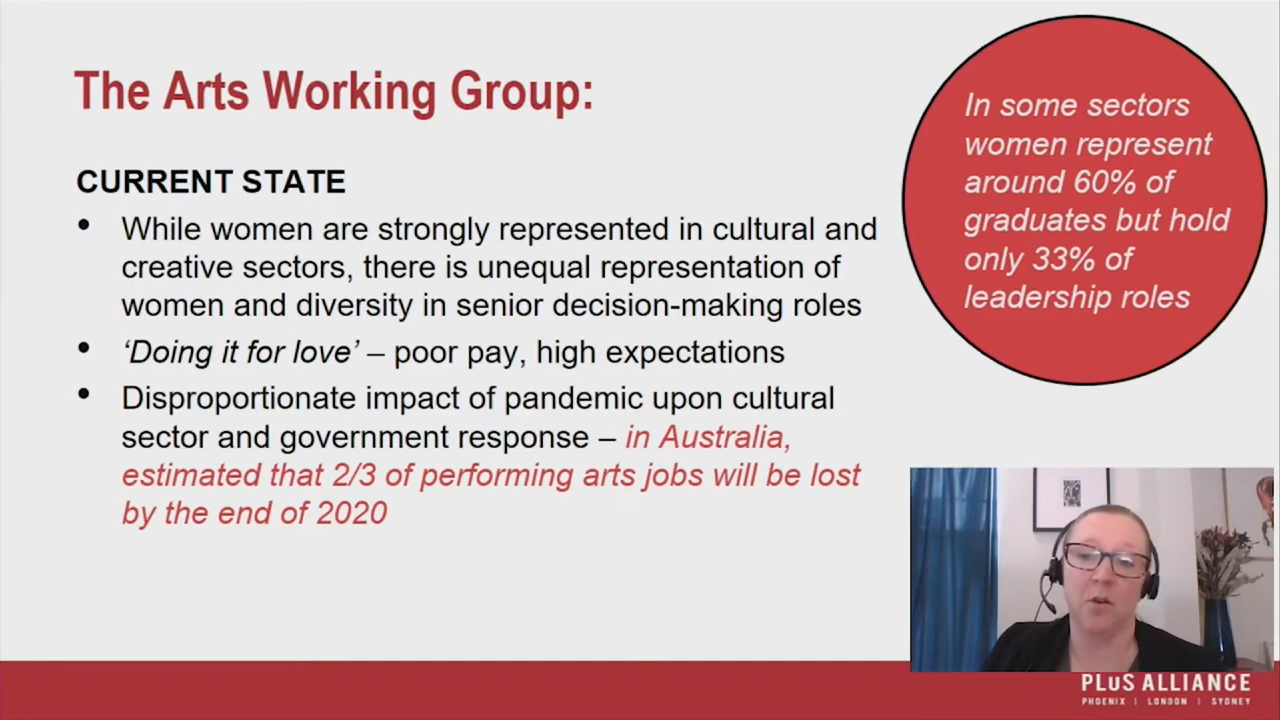 The Arts Working Group:
CURRENT STATE
• While women are strongly represented in cultural and
creative sectors, there is unequal representation of
women and diversity in senior decision-making roles
• ‘Doing it for love’ – poor pay, high expectations
• Disproportionate impact of pandemic upon cultural
sector and government response – in Australia,
estimated that 2/3 of performing arts jobs will be lost
by the end of 2020
In some sectors
women represent
around 60% of
graduates but hold
only 33% of
leadership roles
PLuS ALLIANCE
PHOENIX | LONDON | SYDNEY